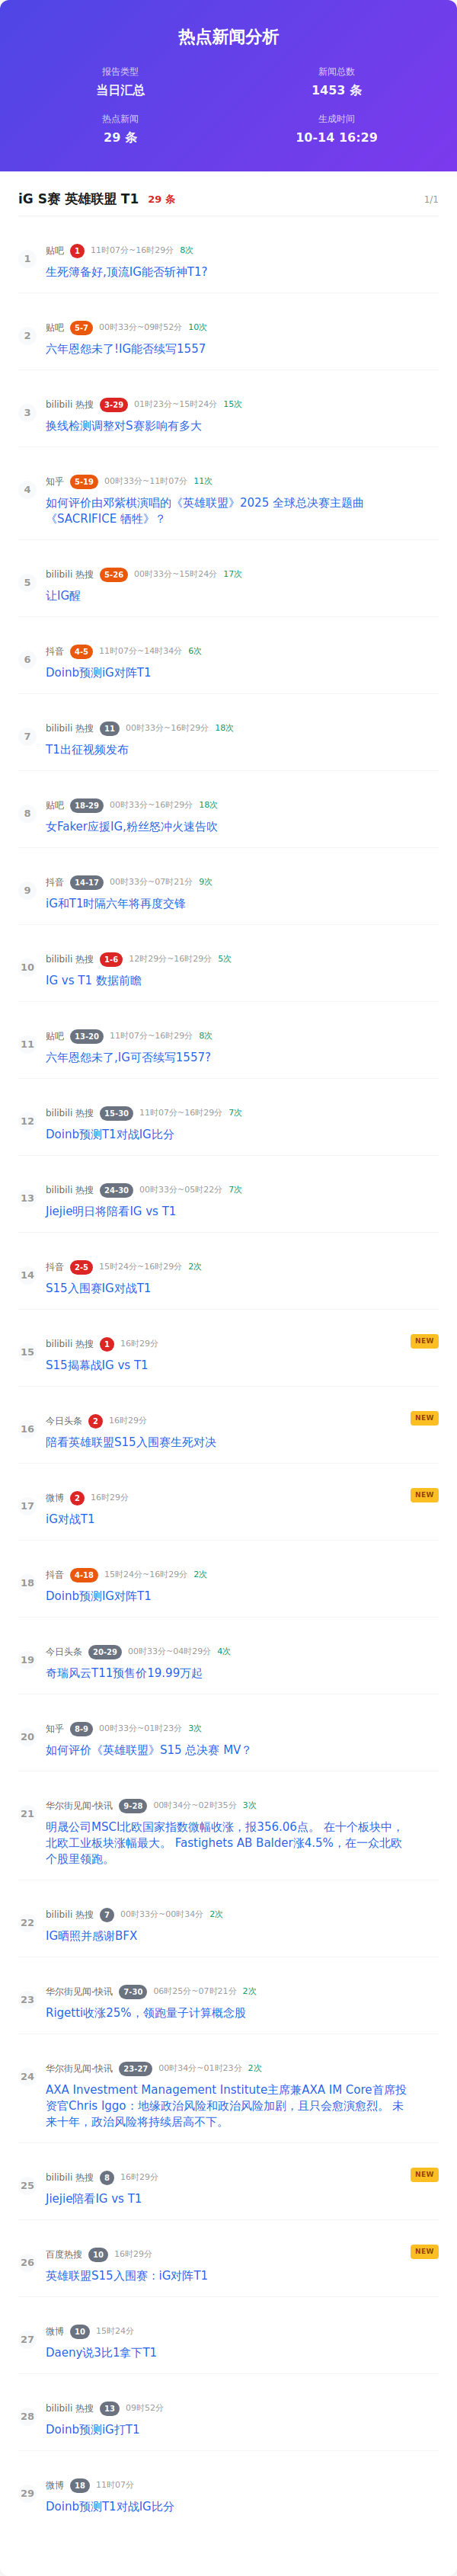 热点新闻分析
报告类型
新闻总数
当日汇总
1453 条
热点新闻
生成时间
29 条
10-14 16:29
iG S赛 英雄联盟 T1 29 条 1/1
1 贴吧 1 11时07分~16时29分 8次
生死簿备好,顶流IG能否斩神T1?
2 贴吧 5-7 00时33分~09时52分 10次
六年恩怨未了!IG能否续写1557
3 bilibili 热搜 3-29 01时23分~15时24分 15次
换线检测调整对S赛影响有多大
4 知乎 5-19 00时33分~11时07分 11次
如何评价由邓紫棋演唱的《英雄联盟》2025 全球总决赛主题曲
《SACRIFICE 牺牲》？
5 bilibili 热搜 5-26 00时33分~15时24分 17次
让IG醒
6 抖音 4-5 11时07分~14时34分 6次
Doinb预测iG对阵T1
7 bilibili 热搜 11 00时33分~16时29分 18次
T1出征视频发布
8 贴吧 18-29 00时33分~16时29分 18次
女Faker应援IG,粉丝怒冲火速告吹
9 抖音 14-17 00时33分~07时21分 9次
iG和T1时隔六年将再度交锋
10 bilibili 热搜 1-6 12时29分~16时29分 5次
IG vs T1 数据前瞻
11 贴吧 13-20 11时07分~16时29分 8次
六年恩怨未了,IG可否续写1557?
12 bilibili 热搜 15-30 11时07分~16时29分 7次
Doinb预测T1对战IG比分
13 bilibili 热搜 24-30 00时33分~05时22分 7次
Jiejie明日将陪看IG vs T1
14 抖音 2-5 15时24分~16时29分 2次
S15入围赛IG对战T1
15 bilibili 热搜 1 16时29分 NEW
S15揭幕战IG vs T1
16 今日头条 2 16时29分 NEW
陪看英雄联盟S15入围赛生死对决
17 微博 2 16时29分 NEW
iG对战T1
18 抖音 4-18 15时24分~16时29分 2次
Doinb预测IG对阵T1
19 今日头条 20-29 00时33分~04时29分 4次
奇瑞风云T11预售价19.99万起
20 知乎 8-9 00时33分~01时23分 3次
如何评价《英雄联盟》S15 总决赛 MV？
21 华尔街见闻-快讯 9-28 00时34分~02时35分 3次
明晟公司MSCI北欧国家指数微幅收涨，报356.06点。 在十个板块中，
北欧工业板块涨幅最大。 Fastighets AB Balder涨4.5%，在一众北欧
个股里领跑。
22 bilibili 热搜 7 00时33分~00时34分 2次
IG晒照并感谢BFX
23 华尔街见闻-快讯 7-30 06时25分~07时21分 2次
Rigetti收涨25%，领跑量子计算概念股
24 华尔街见闻-快讯 23-27 00时34分~01时23分 2次
AXA Investment Management Institute主席兼AXA IM Core首席投
资官Chris Iggo：地缘政治风险和政治风险加剧，且只会愈演愈烈。 未
来十年，政治风险将持续居高不下。
25 bilibili 热搜 8 16时29分 NEW
Jiejie陪看IG vs T1
26 百度热搜 10 16时29分 NEW
英雄联盟S15入围赛：iG对阵T1
27 微博 10 15时24分
Daeny说3比1拿下T1
28 bilibili 热搜 13 09时52分
Doinb预测iG打T1
29 微博 18 11时07分
Doinb预测T1对战IG比分